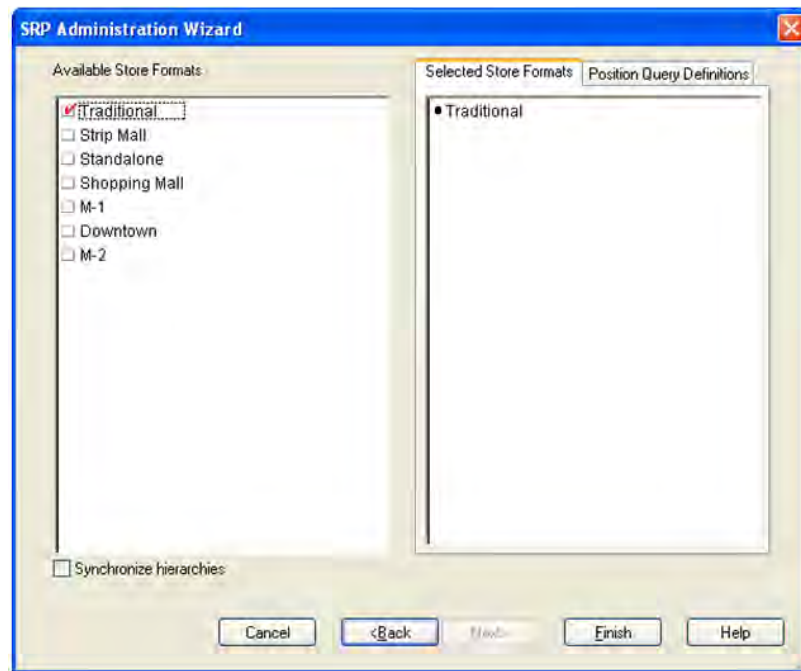 SRP Administration Wizard
Available Store Formats
Traditional
Strip Mall
Standalone
Shopping Mall
M-1
Downtown
M-2
Synchronize hierarchies
Selected Store Formats Position Query Definitions
Traditional
Cancel <Back Next> Finish Help